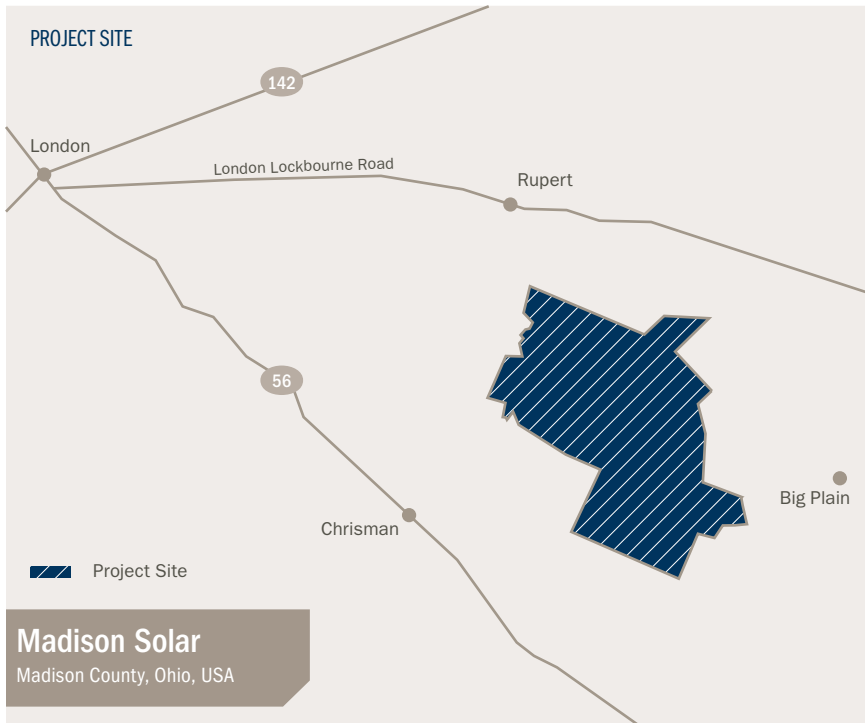 PROJECT SITE
142
London
London Lockbourne Road
Rupert
56
Big Plain
Chrisman
Project Site
Madison Solar
Madison County, Ohio, USA